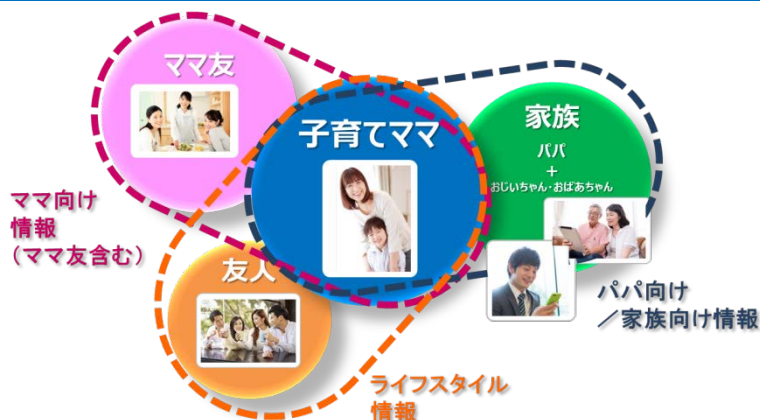 ママ友
子育てママ
家族
パパ
+
おじいちゃん・おばあちゃん
ママ向け
情報
(ママ友含む)
友人
パパ向け
/家族向け情報
ライフスタイル
情報